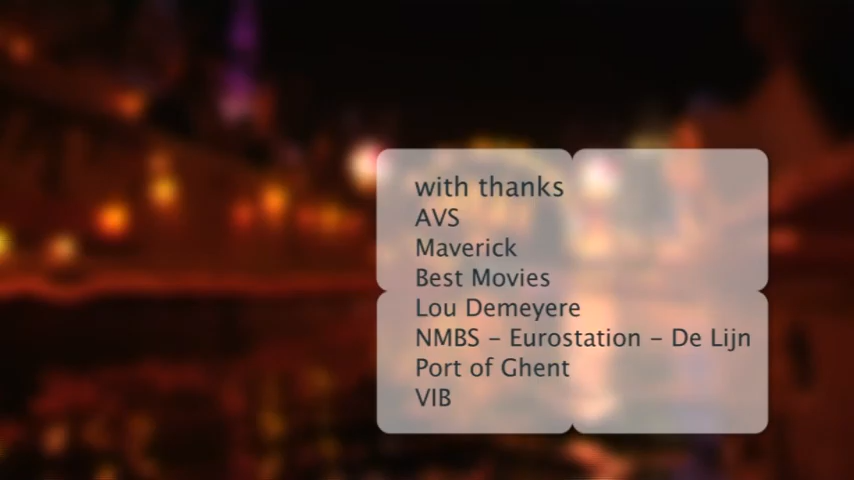 with thanks
AVS
Maverick
Best Movies
Lou Demeyere
NMBS - Eurostation - De Lijn
Port of Ghent
VIB